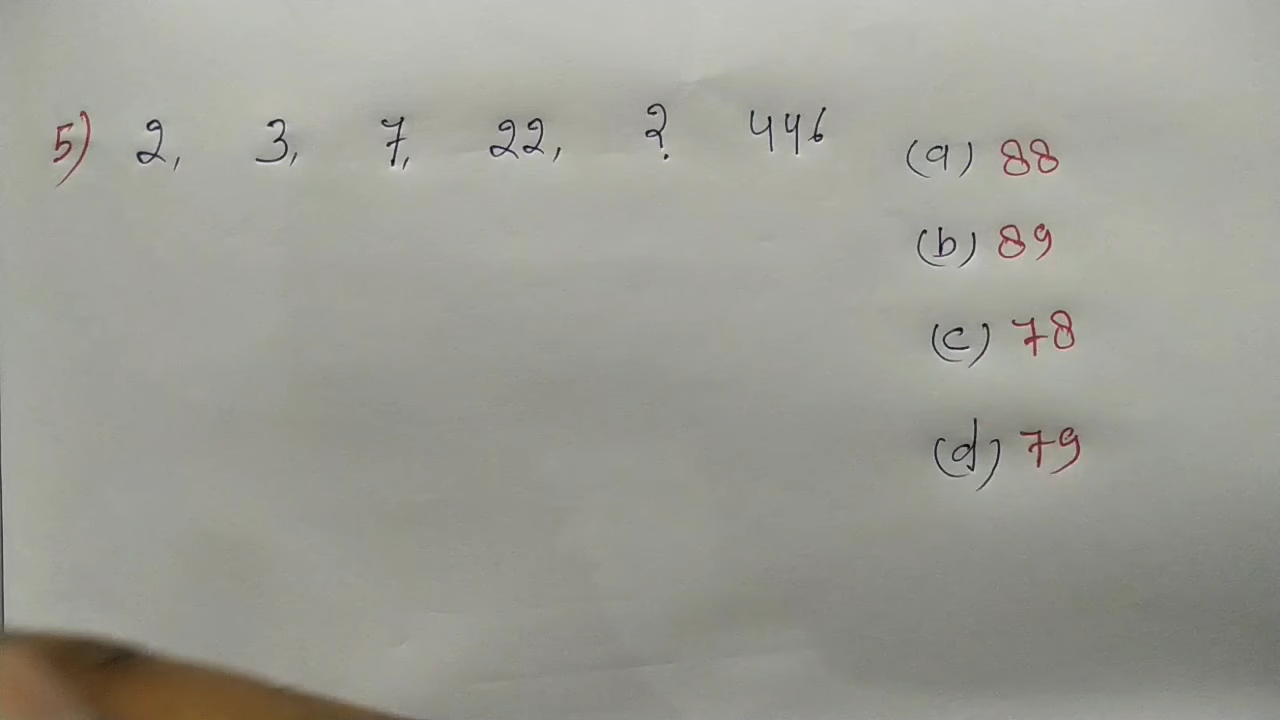 5) 2, 3, 7, 22, ? 446
(a) 88
(b) 89
(c) 78
(d) 79